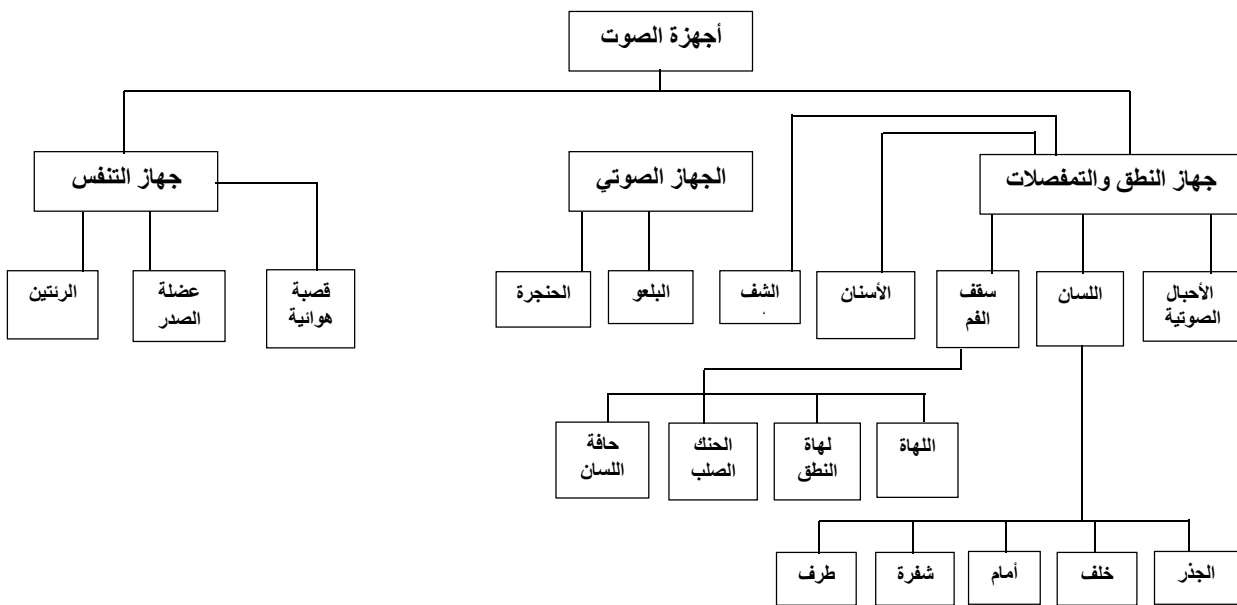 أجهزة الصوت
جهاز النطق والتمفصلات
الجهاز الصوتي
جهاز التنفس
الأحبال
الصوتية
اللسان
سقف
الفم
الأسنان
الشف
البلعو
الحنجرة
قصبة
هوائية
عضلة
الصدر
الرئتين
اللهاة
لهاة
النطق
الحنك
الصلب
حافة
اللسان
الجذر
خلف
أمام
شفرة
طرف